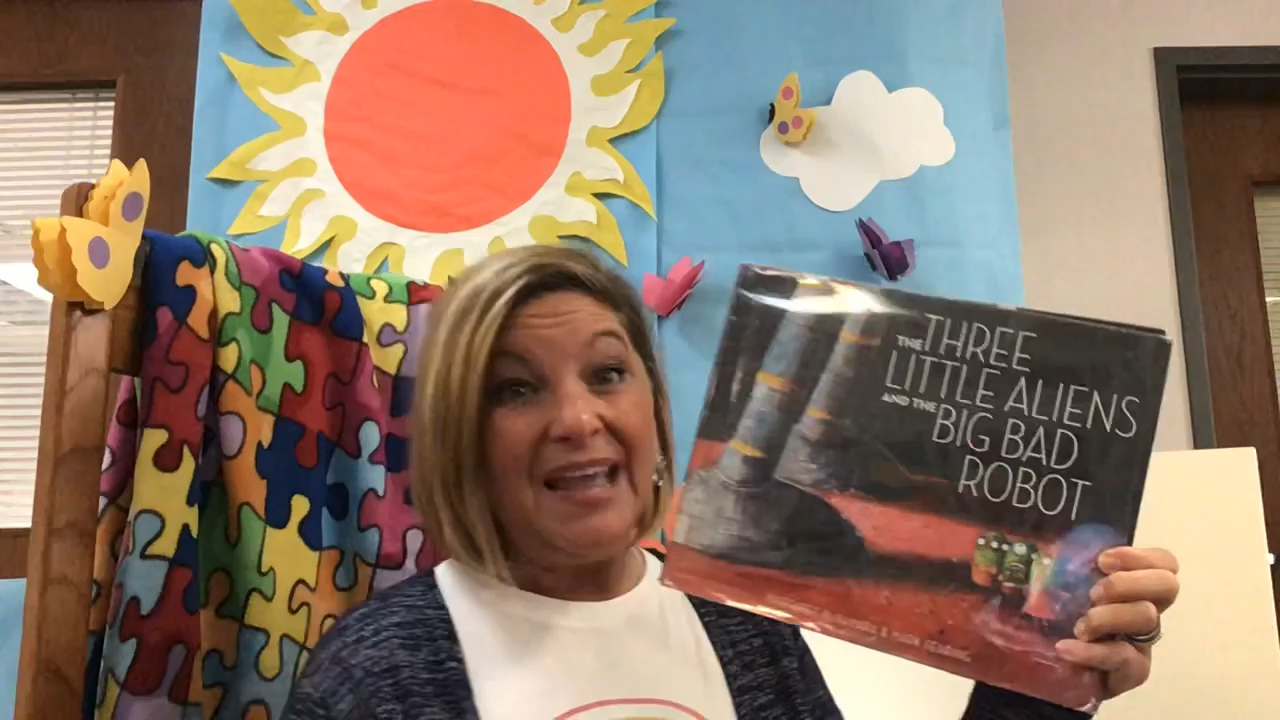 THE THREE
LITTLE ALIENS
AND THE BIG BAD
ROBOT